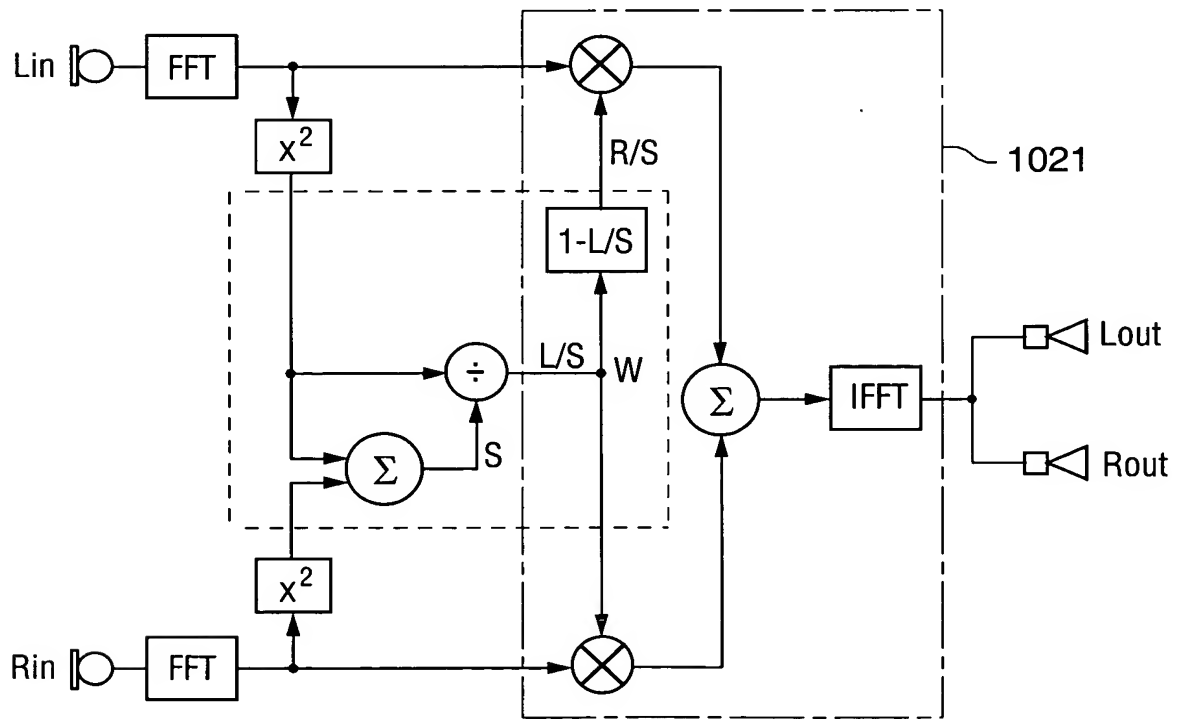 Lin
FFT
x²
R/S
1021
1-L/S
÷
L/S
W
Σ
S
Σ
IFFT
Lout
Rout
x²
Rin
FFT